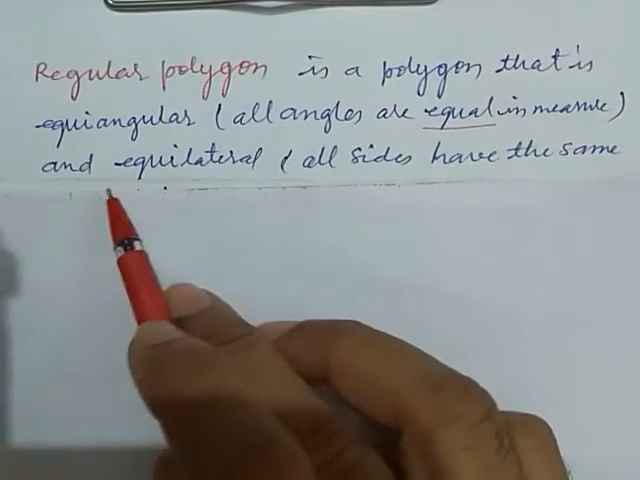 Regular polygon is a polygon that is
equiangular (all angles are equal in measure)
and equilateral (all sides have the same